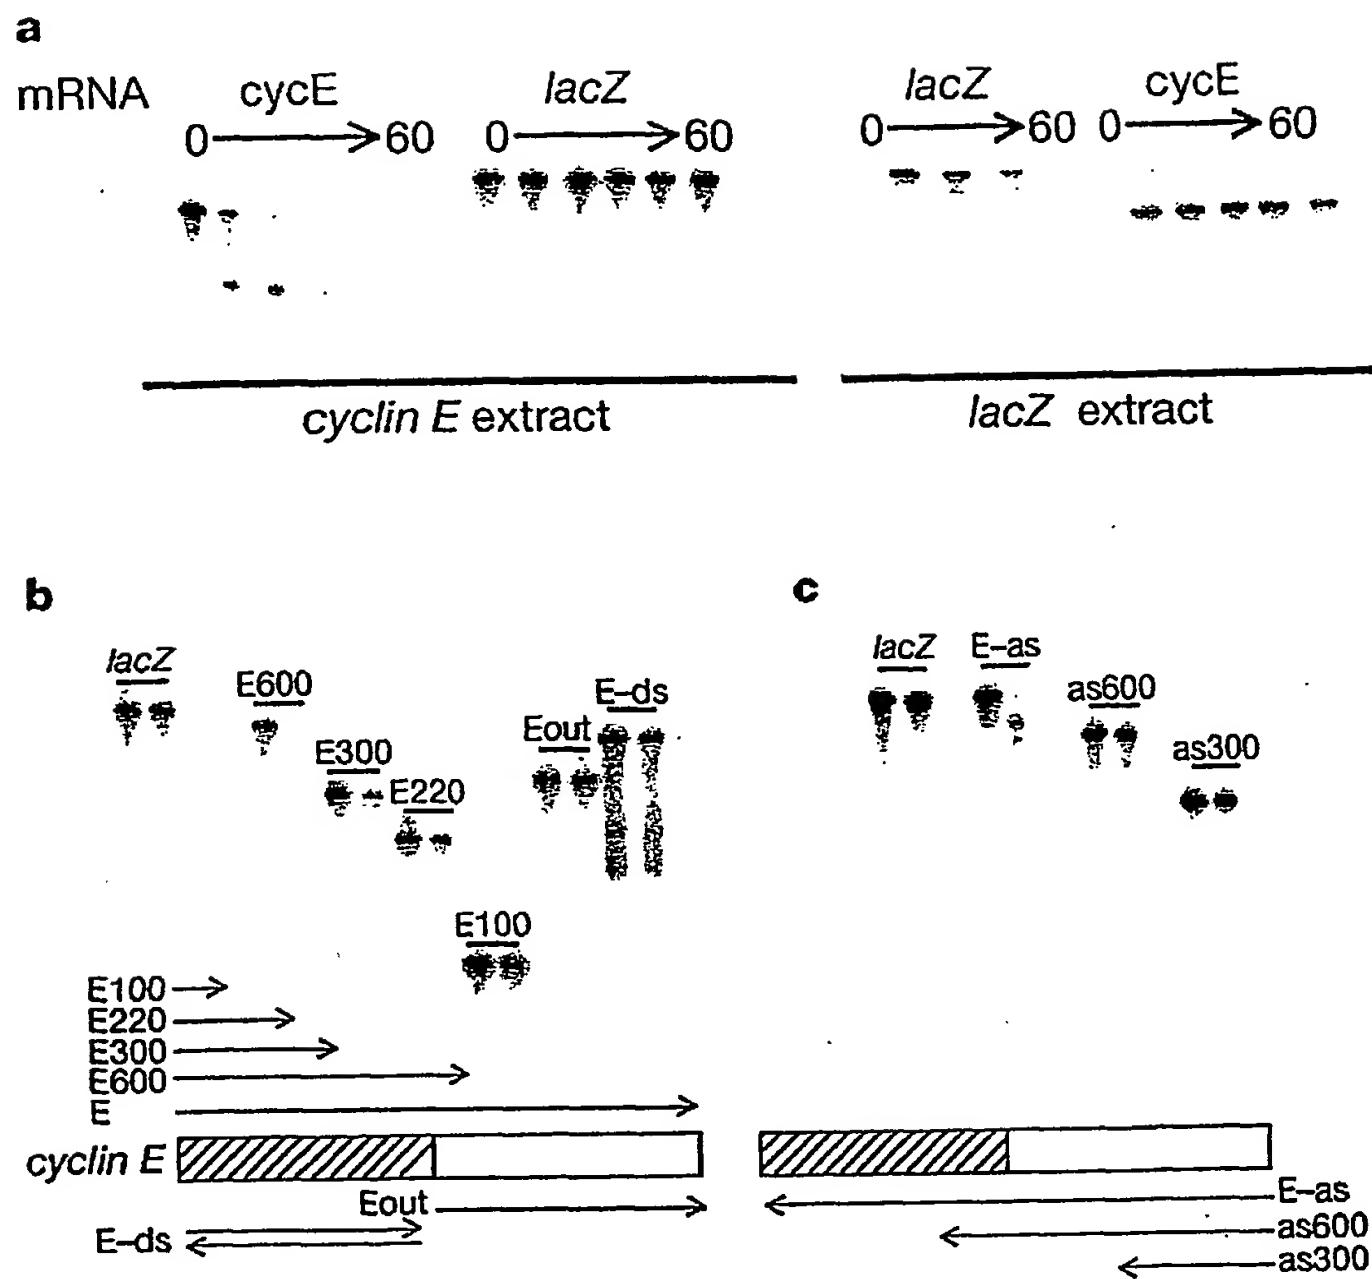 a
mRNA cycE lacZ lacZ cycE
0 60 0 60 0 60 0 60
cyclin E extract lacZ extract
b c
lacZ E600 E300 E220 Eout E–ds
E100
lacZ E–as as600 as300
E100
E220
E300
E600
E
cyclin E
Eout
E–ds
E–as
as600
as300